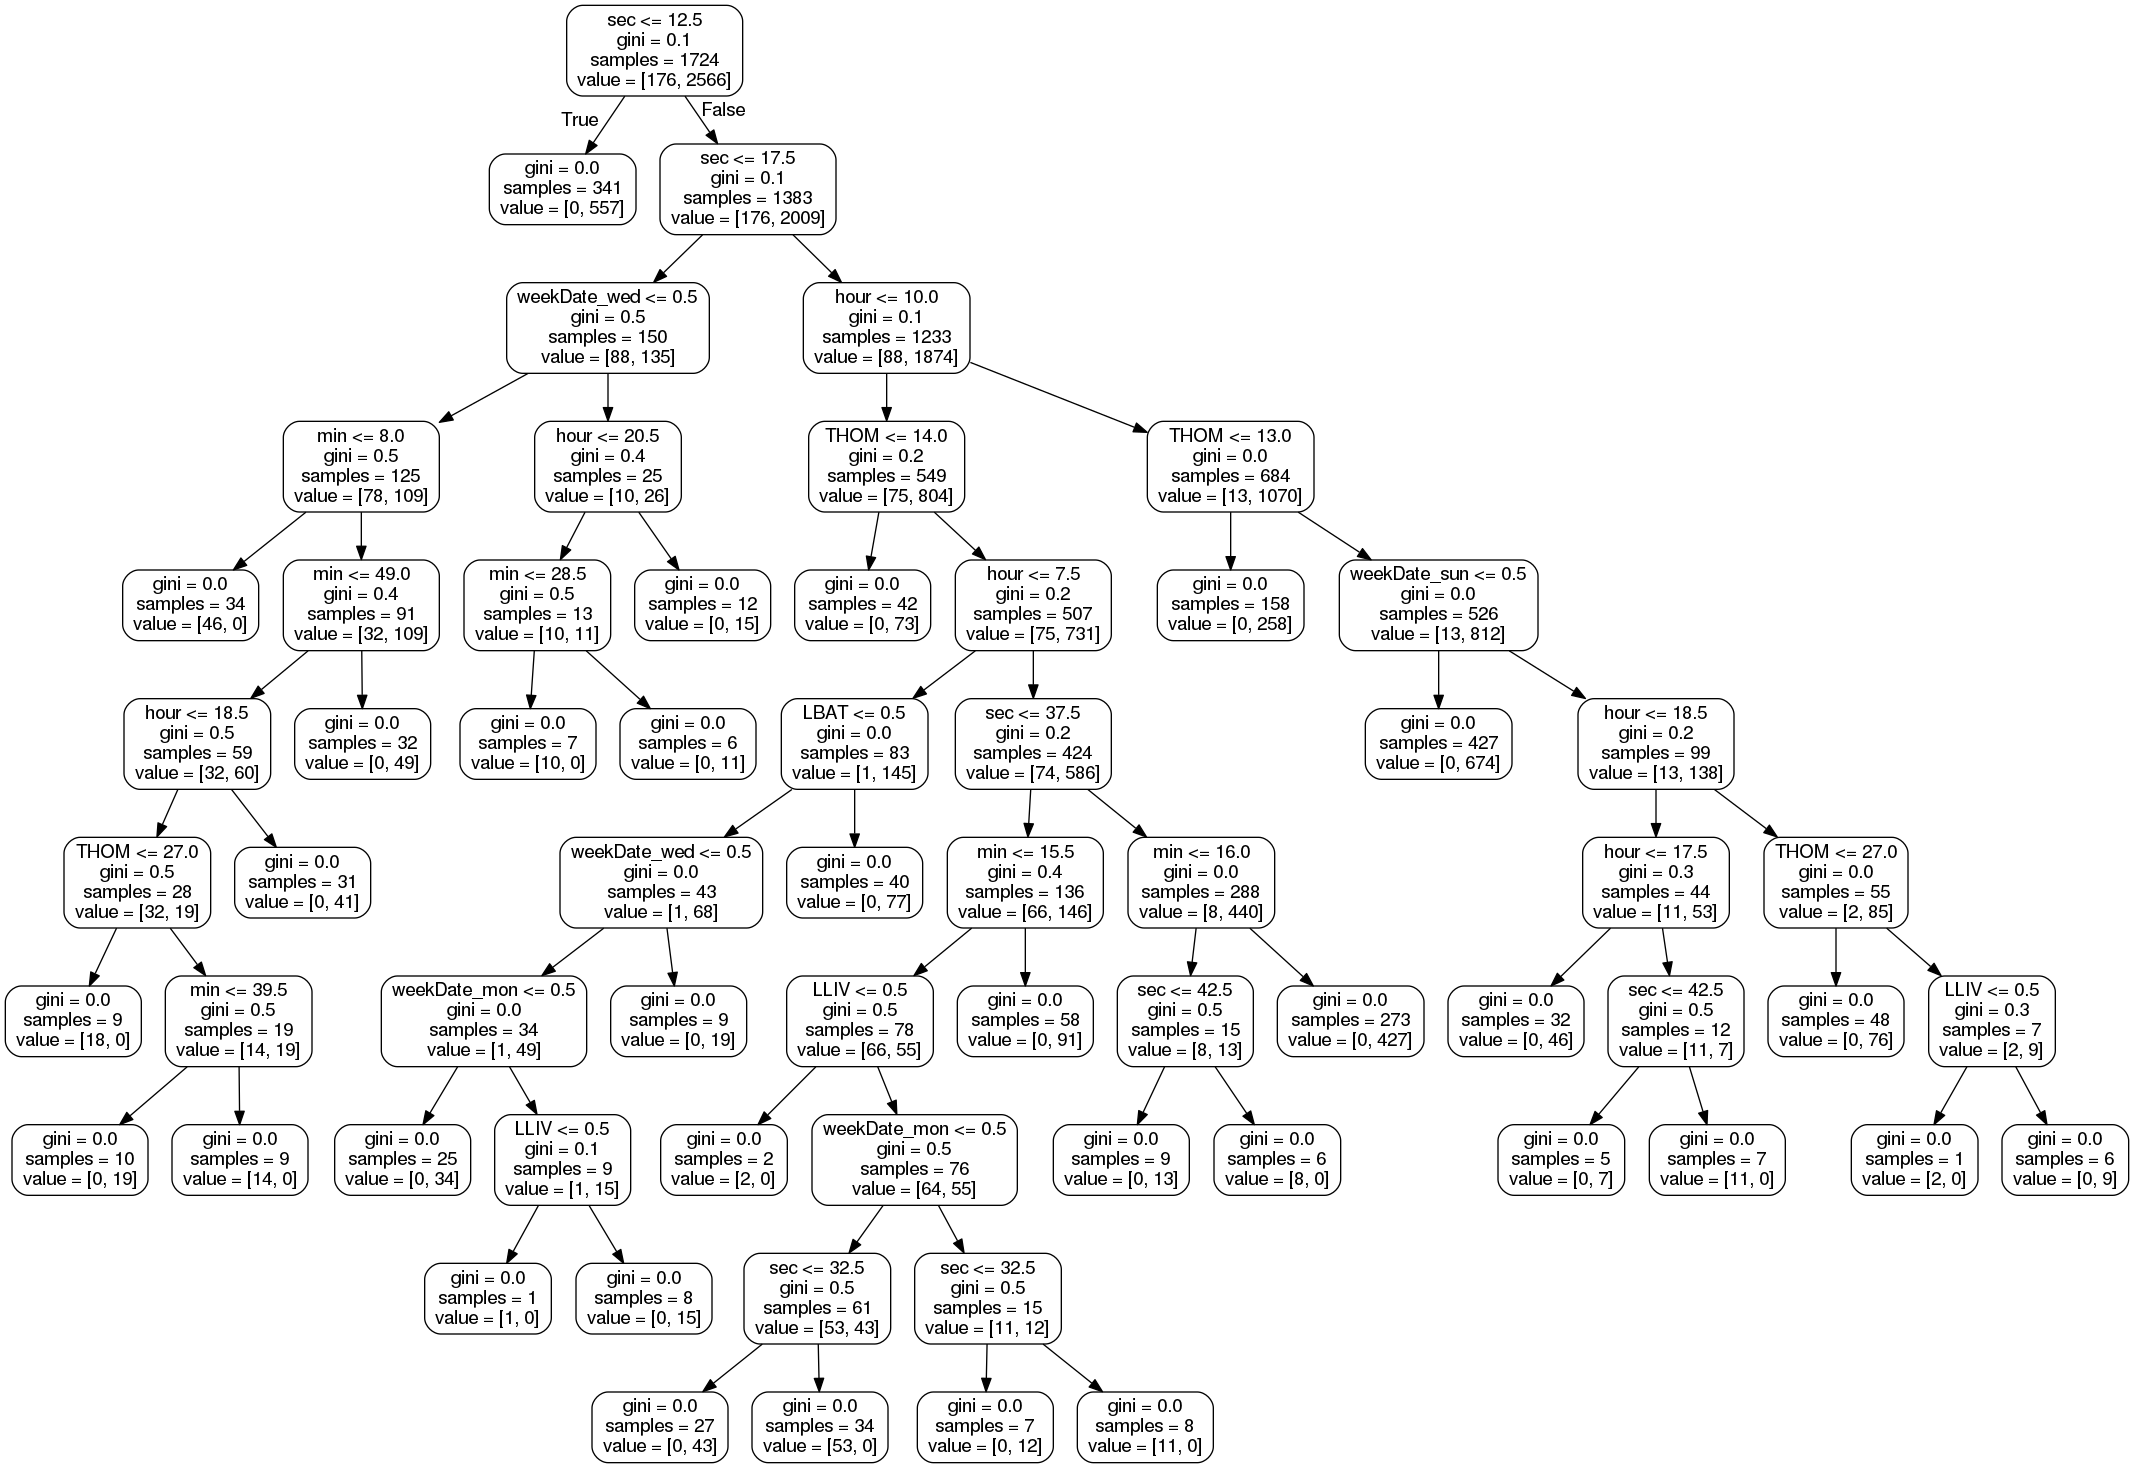 sec <= 12.5
gini = 0.1
samples = 1724
value = [176, 2566]
True
False
gini = 0.0
samples = 341
value = [0, 557]
sec <= 17.5
gini = 0.1
samples = 1383
value = [176, 2009]
weekDate_wed <= 0.5
gini = 0.5
samples = 150
value = [88, 135]
hour <= 10.0
gini = 0.1
samples = 1233
value = [88, 1874]
min <= 8.0
gini = 0.5
samples = 125
value = [78, 109]
hour <= 20.5
gini = 0.4
samples = 25
value = [10, 26]
THOM <= 14.0
gini = 0.2
samples = 549
value = [75, 804]
THOM <= 13.0
gini = 0.0
samples = 684
value = [13, 1070]
gini = 0.0
samples = 34
value = [46, 0]
min <= 49.0
gini = 0.4
samples = 91
value = [32, 109]
min <= 28.5
gini = 0.5
samples = 13
value = [10, 11]
gini = 0.0
samples = 12
value = [0, 15]
gini = 0.0
samples = 42
value = [0, 73]
hour <= 7.5
gini = 0.2
samples = 507
value = [75, 731]
gini = 0.0
samples = 158
value = [0, 258]
weekDate_sun <= 0.5
gini = 0.0
samples = 526
value = [13, 812]
hour <= 18.5
gini = 0.5
samples = 59
value = [32, 60]
gini = 0.0
samples = 32
value = [0, 49]
gini = 0.0
samples = 7
value = [10, 0]
gini = 0.0
samples = 6
value = [0, 11]
LBAT <= 0.5
gini = 0.0
samples = 83
value = [1, 145]
sec <= 37.5
gini = 0.2
samples = 424
value = [74, 586]
gini = 0.0
samples = 427
value = [0, 674]
hour <= 18.5
gini = 0.2
samples = 99
value = [13, 138]
THOM <= 27.0
gini = 0.5
samples = 28
value = [32, 19]
gini = 0.0
samples = 31
value = [0, 41]
weekDate_wed <= 0.5
gini = 0.0
samples = 43
value = [1, 68]
gini = 0.0
samples = 40
value = [0, 77]
min <= 15.5
gini = 0.4
samples = 136
value = [66, 146]
min <= 16.0
gini = 0.0
samples = 288
value = [8, 440]
hour <= 17.5
gini = 0.3
samples = 44
value = [11, 53]
THOM <= 27.0
gini = 0.0
samples = 55
value = [2, 85]
gini = 0.0
samples = 9
value = [18, 0]
min <= 39.5
gini = 0.5
samples = 19
value = [14, 19]
weekDate_mon <= 0.5
gini = 0.0
samples = 34
value = [1, 49]
gini = 0.0
samples = 9
value = [0, 19]
LLIV <= 0.5
gini = 0.5
samples = 78
value = [66, 55]
gini = 0.0
samples = 58
value = [0, 91]
sec <= 42.5
gini = 0.5
samples = 15
value = [8, 13]
gini = 0.0
samples = 273
value = [0, 427]
gini = 0.0
samples = 32
value = [0, 46]
sec <= 42.5
gini = 0.5
samples = 12
value = [11, 7]
gini = 0.0
samples = 48
value = [0, 76]
LLIV <= 0.5
gini = 0.3
samples = 7
value = [2, 9]
gini = 0.0
samples = 10
value = [0, 19]
gini = 0.0
samples = 9
value = [14, 0]
gini = 0.0
samples = 25
value = [0, 34]
LLIV <= 0.5
gini = 0.1
samples = 9
value = [1, 15]
gini = 0.0
samples = 2
value = [2, 0]
weekDate_mon <= 0.5
gini = 0.5
samples = 76
value = [64, 55]
gini = 0.0
samples = 9
value = [0, 13]
gini = 0.0
samples = 6
value = [8, 0]
gini = 0.0
samples = 5
value = [0, 7]
gini = 0.0
samples = 7
value = [11, 0]
gini = 0.0
samples = 1
value = [2, 0]
gini = 0.0
samples = 6
value = [0, 9]
gini = 0.0
samples = 1
value = [1, 0]
gini = 0.0
samples = 8
value = [0, 15]
sec <= 32.5
gini = 0.5
samples = 61
value = [53, 43]
sec <= 32.5
gini = 0.5
samples = 15
value = [11, 12]
gini = 0.0
samples = 27
value = [0, 43]
gini = 0.0
samples = 34
value = [53, 0]
gini = 0.0
samples = 7
value = [0, 12]
gini = 0.0
samples = 8
value = [11, 0]